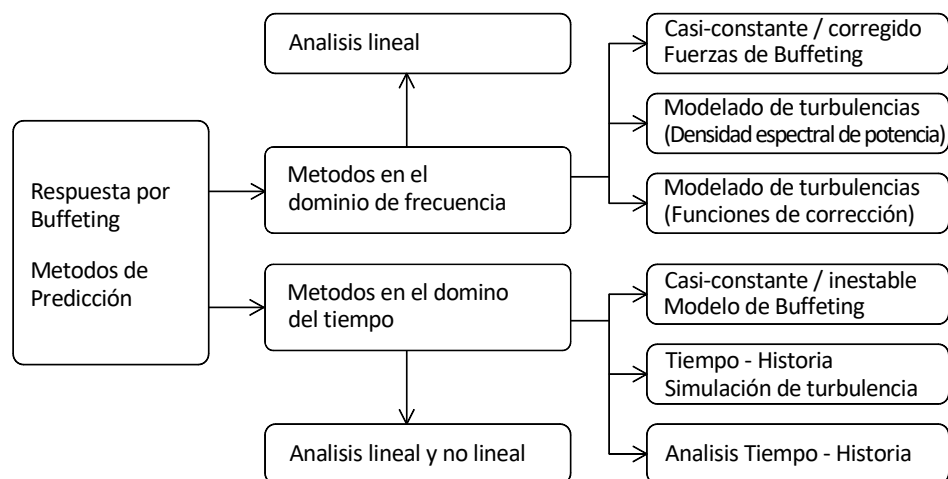 Respuesta por
Buffeting
Metodos de
Predicción
Analisis lineal
Metodos en el
dominio de frecuencia
Casi-constante / corregido
Fuerzas de Buffeting
Modelado de turbulencias
(Densidad espectral de potencia)
Modelado de turbulencias
(Funciones de corrección)
Metodos en el domino
del tiempo
Analisis lineal y no lineal
Casi-constante / inestable
Modelo de Buffeting
Tiempo - Historia
Simulación de turbulencia
Analisis Tiempo - Historia